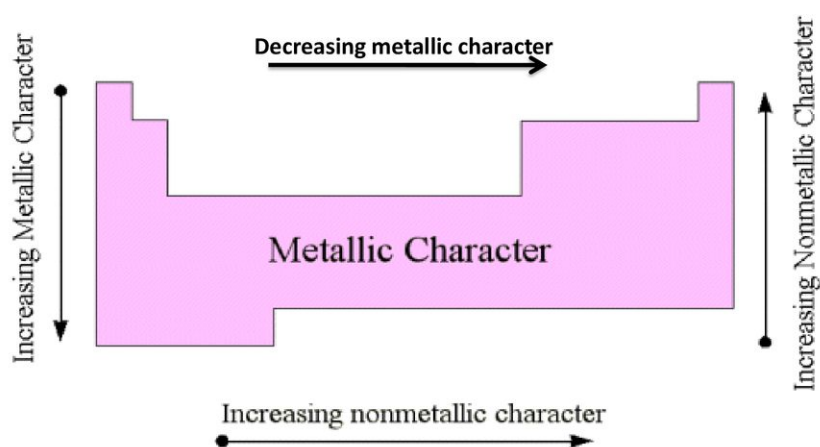 Decreasing metallic character
Increasing Metallic Character
Metallic Character
Increasing Nonmetallic Character
Increasing nonmetallic character